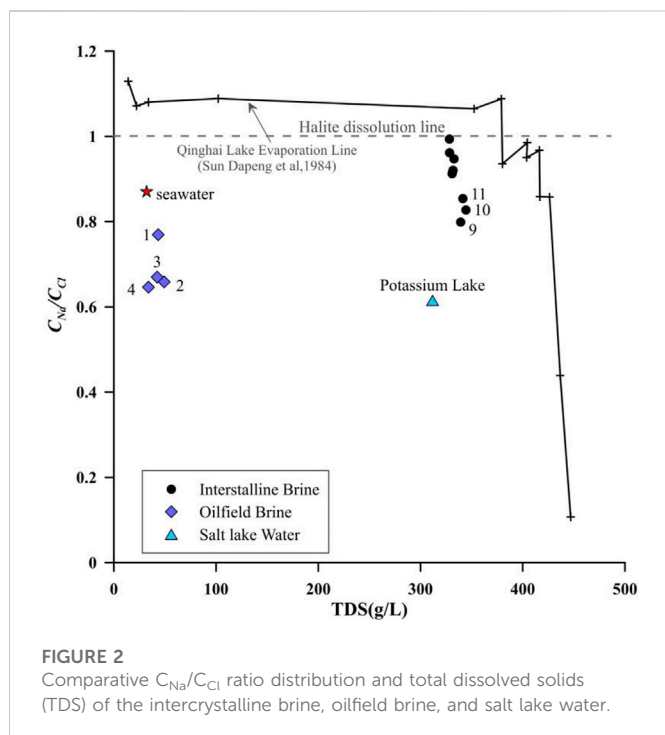 1.2
1
0.8
0.6
0.4
0.2
0
C_Na/C_Cl
Halite dissolution line
Qinghai Lake Evaporation Line
(Sun Dapeng et al,1984)
seawater
1
3
4
2
11
10
9
Potassium Lake
Interstalline Brine
Oilfield Brine
Salt lake Water
0
100
200
300
400
500
TDS(g/L)
FIGURE 2
Comparative C_Na/C_Cl ratio distribution and total dissolved solids
(TDS) of the intercrystalline brine, oilfield brine, and salt lake water.